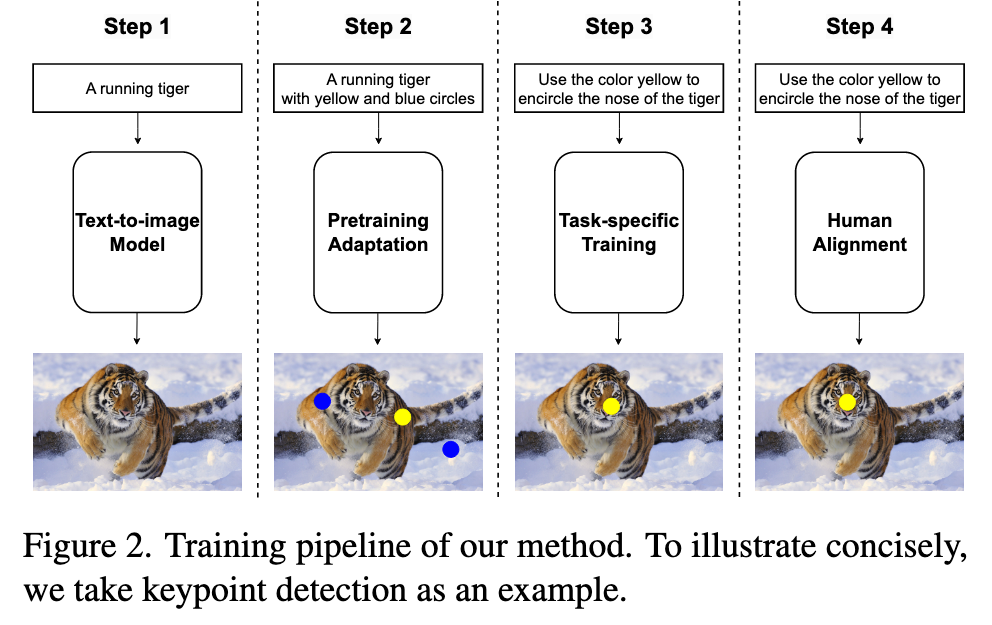 Step 1
Step 2
Step 3
Step 4
A running tiger
A running tiger
with yellow and blue circles
Use the color yellow to
encircle the nose of the tiger
Use the color yellow to
encircle the nose of the tiger
Text-to-image
Model
Pretraining
Adaptation
Task-specific
Training
Human
Alignment
Figure 2. Training pipeline of our method. To illustrate concisely,
we take keypoint detection as an example.